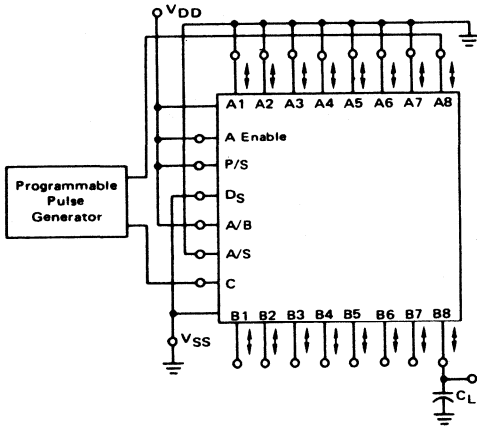 VDD
A1 A2 A3 A4 A5 A6 A7 A8
A Enable
P/S
Programmable
Pulse
Generator
DS
A/B
A/S
C
B1 B2 B3 B4 B5 B6 B7 B8
VSS
CL